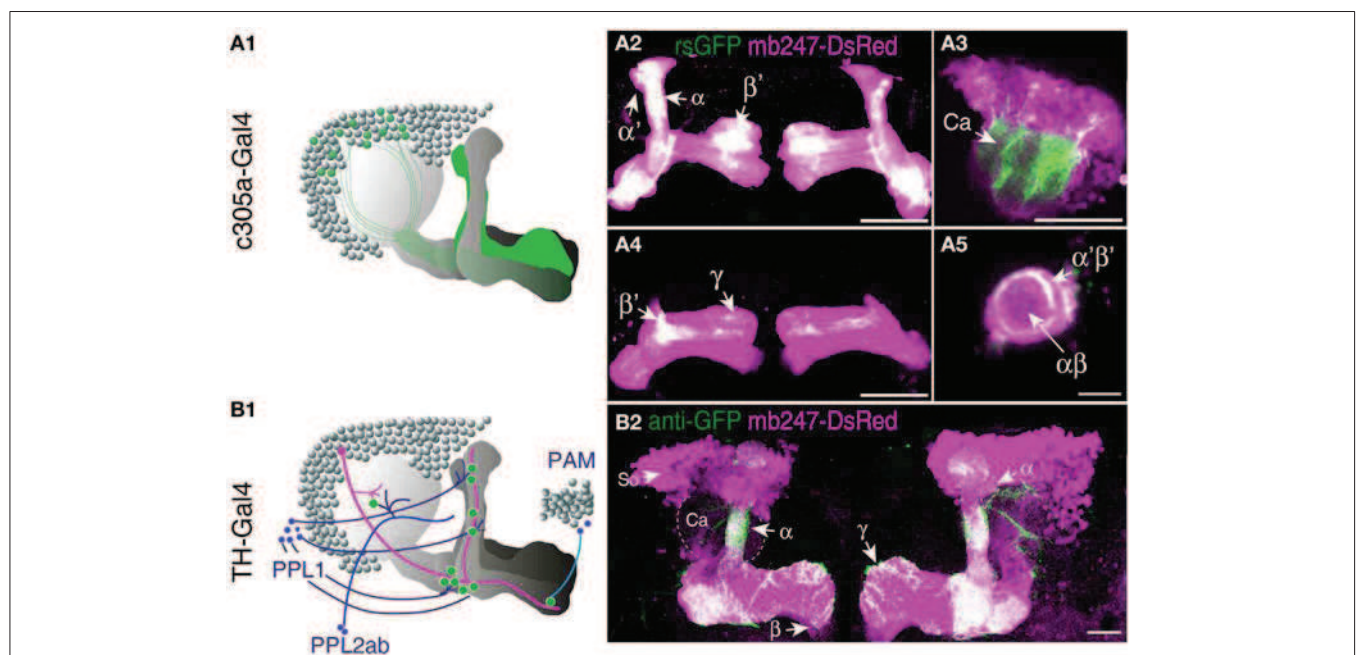 A1
c305a-Gal4
A2
rsGFP mb247-DsRed
α'
α
β'
A3
Ca
A4
β'
γ
A5
α'β'
αβ
B1
TH-Gal4
PAM
PPL1
PPL2ab
B2
anti-GFP mb247-DsRed
So
Ca
α
α
γ
β